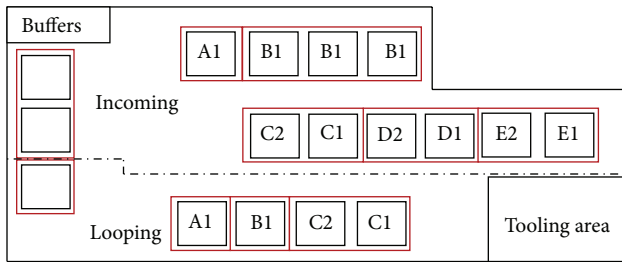 Buffers
A1 B1 B1 B1
Incoming
C2 C1 D2 D1 E2 E1
A1 B1 C2 C1
Looping
Tooling area